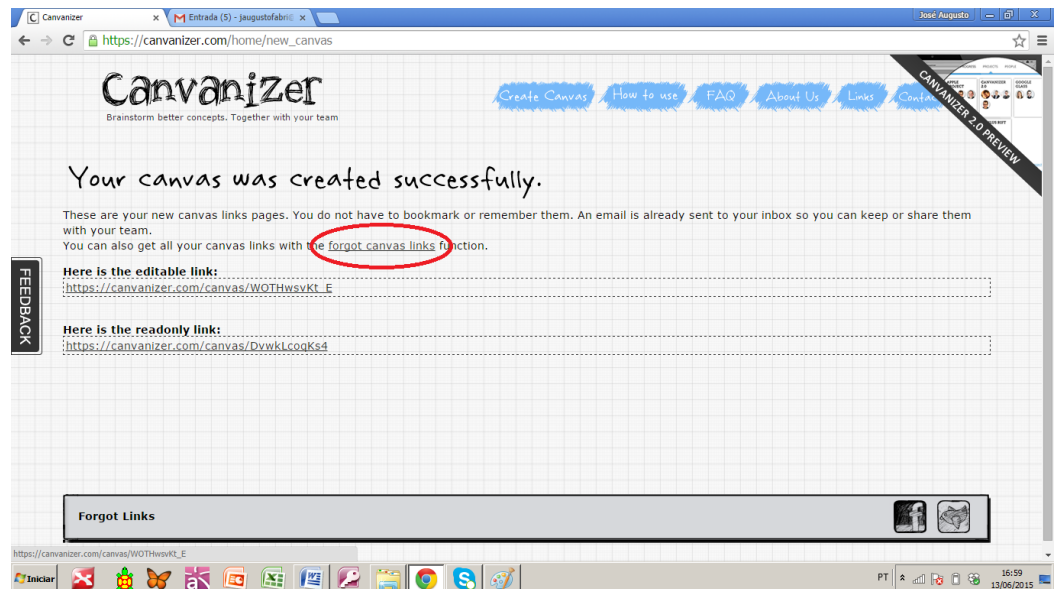 Canvanizer
Entrada (5) - jaugustofabri
José Augusto
https://canvanizer.com/home/new_canvas
Canvanizer
Brainstorm better concepts. Together with your team
Create Canvas
How to use
FAQ
About Us
Links
CANVANIZER 2.0 PREVIEW
Your canvas was created successfully.
These are your new canvas links pages. You do not have to bookmark or remember them. An email is already sent to your inbox so you can keep or share them
with your team.
You can also get all your canvas links with the forgot canvas links function.
FEEDBACK
Here is the editable link:
https://canvanizer.com/canvas/WOTHwsvKt_E
Here is the readonly link:
https://canvanizer.com/canvas/DvwkLcoqKs4
Forgot Links
https://canvanizer.com/canvas/WOTHwsvKt_E
Iniciar
PT
16:59
13/06/2015